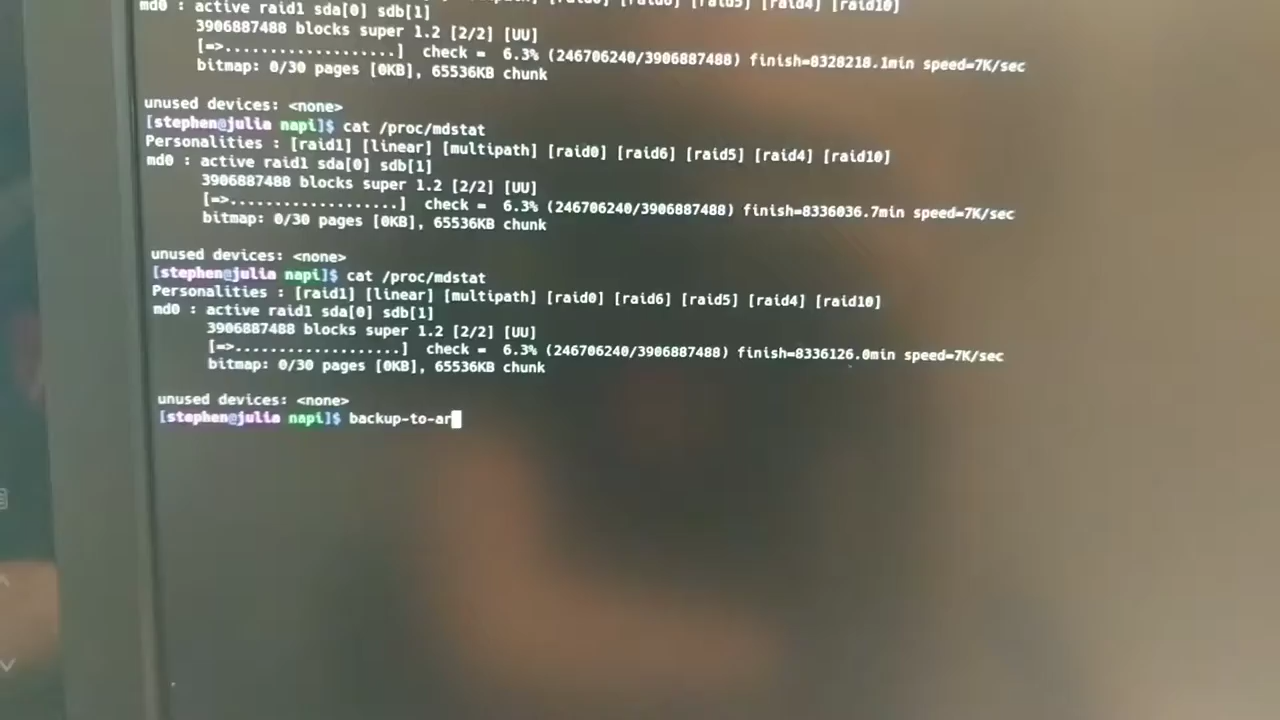 [raid4] [raid10]
md0 : active raid1 sda[0] sdb[1]
3906887488 blocks super 1.2 [2/2] [UU]
[=>...................] check = 6.3% (246706240/3906887488) finish=8328218.1min speed=7K/sec
bitmap: 0/30 pages [0KB], 65536KB chunk
unused devices: <none>
[stephen@julia napi]$ cat /proc/mdstat
Personalities : [raid1] [linear] [multipath] [raid0] [raid6] [raid5] [raid4] [raid10]
md0 : active raid1 sda[0] sdb[1]
3906887488 blocks super 1.2 [2/2] [UU]
[=>...................] check = 6.3% (246706240/3906887488) finish=8336036.7min speed=7K/sec
bitmap: 0/30 pages [0KB], 65536KB chunk
unused devices: <none>
[stephen@julia napi]$ cat /proc/mdstat
Personalities : [raid1] [linear] [multipath] [raid0] [raid6] [raid5] [raid4] [raid10]
md0 : active raid1 sda[0] sdb[1]
3906887488 blocks super 1.2 [2/2] [UU]
[=>...................] check = 6.3% (246706240/3906887488) finish=8336126.0min speed=7K/sec
bitmap: 0/30 pages [0KB], 65536KB chunk
unused devices: <none>
[stephen@julia napi]$ backup-to-ar